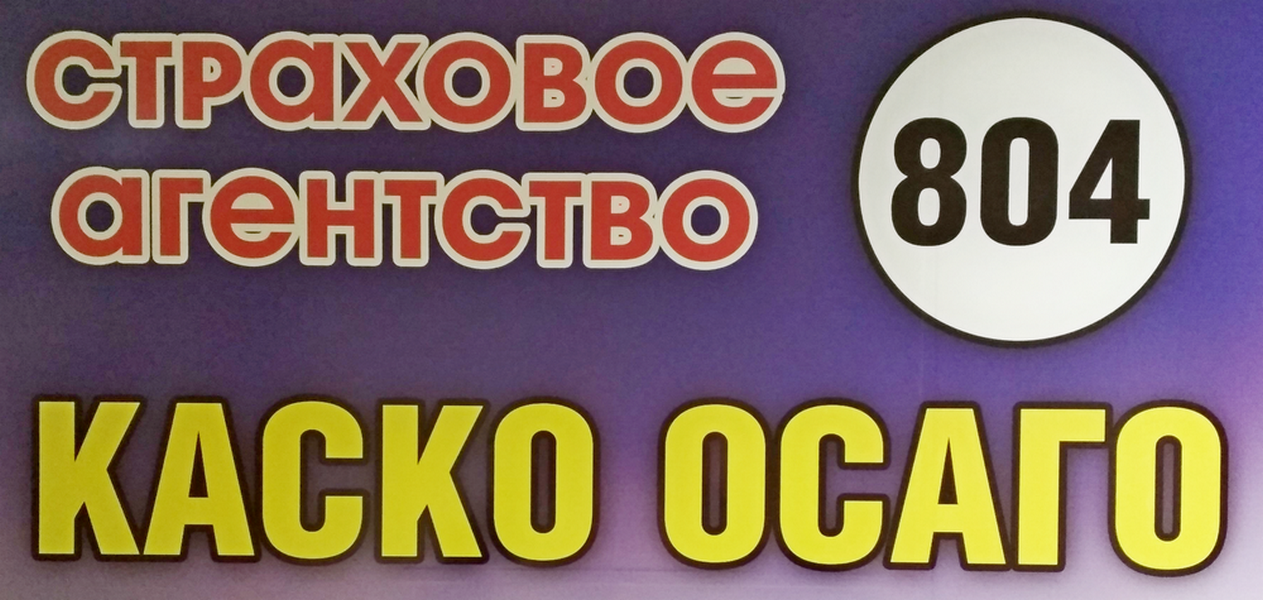 страховое
агентство
804
КАСКО ОСАГО